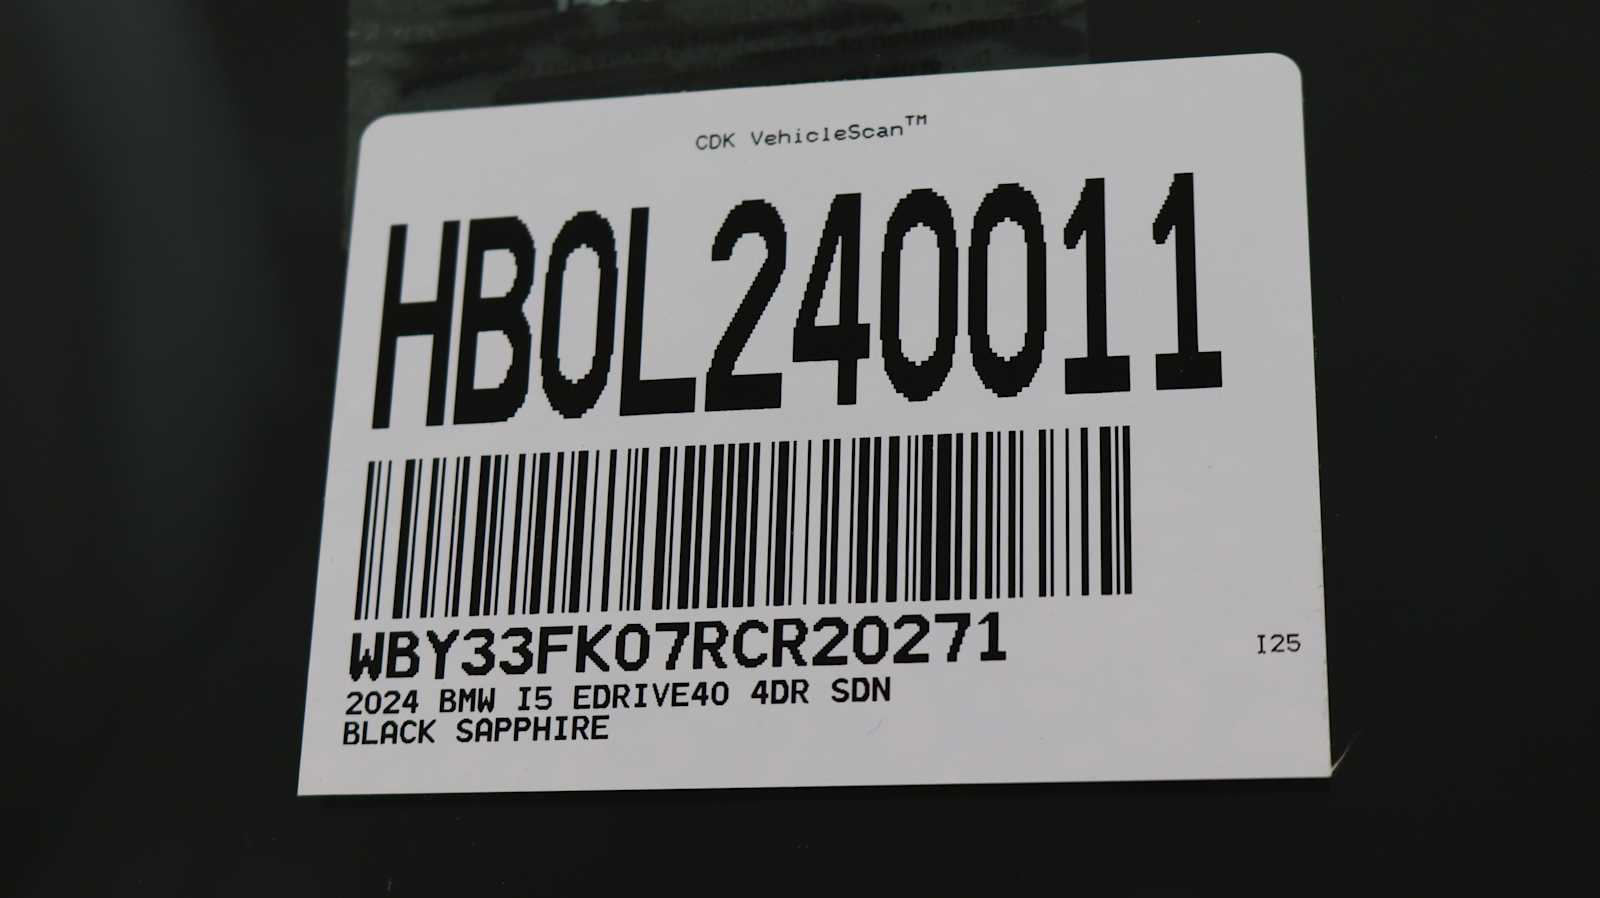 CDK VehicleScan™
HBOL240011
WBY33FK07RCR20271
I25
2024 BMW I5 EDRIVE40 4DR SDN
BLACK SAPPHIRE